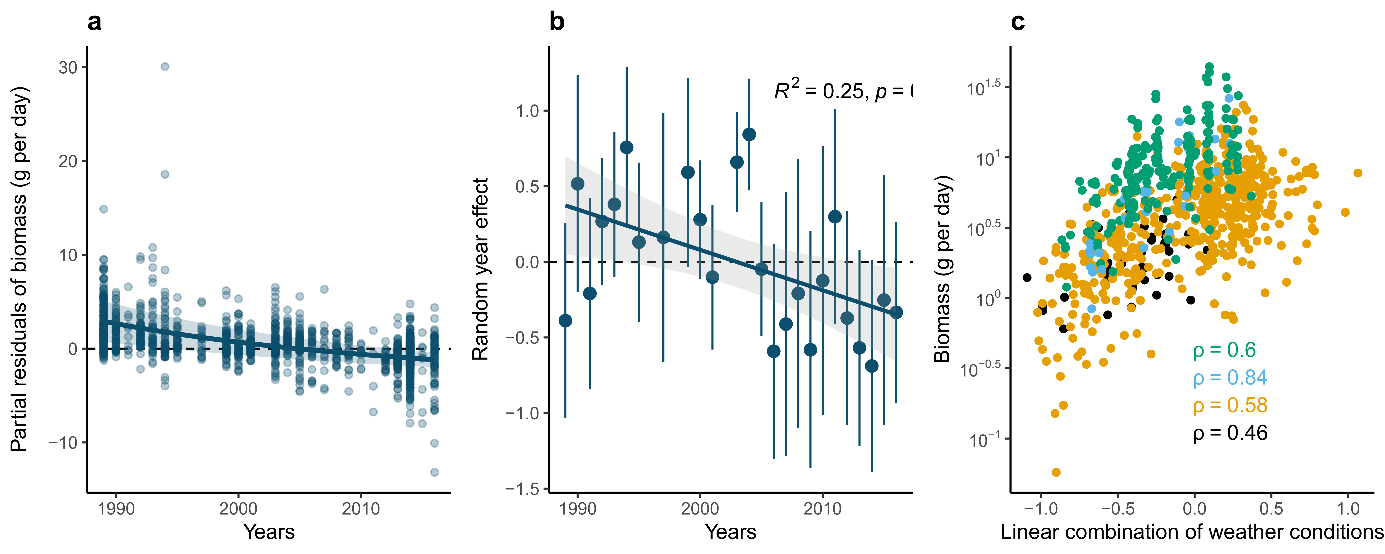 a
Partial residuals of biomass (g per day)
30
20
10
0
−10
1990
2000
2010
Years
b
R² = 0.25, p =
Random year effect
1.0
0.5
0.0
−0.5
−1.0
−1.5
1990
2000
2010
Years
c
Biomass (g per day)
10^1.5
10^1
10^0.5
10^0
10^−0.5
10^−1
ρ = 0.6
ρ = 0.84
ρ = 0.58
ρ = 0.46
−1.0
−0.5
0.0
0.5
1.0
Linear combination of weather conditions